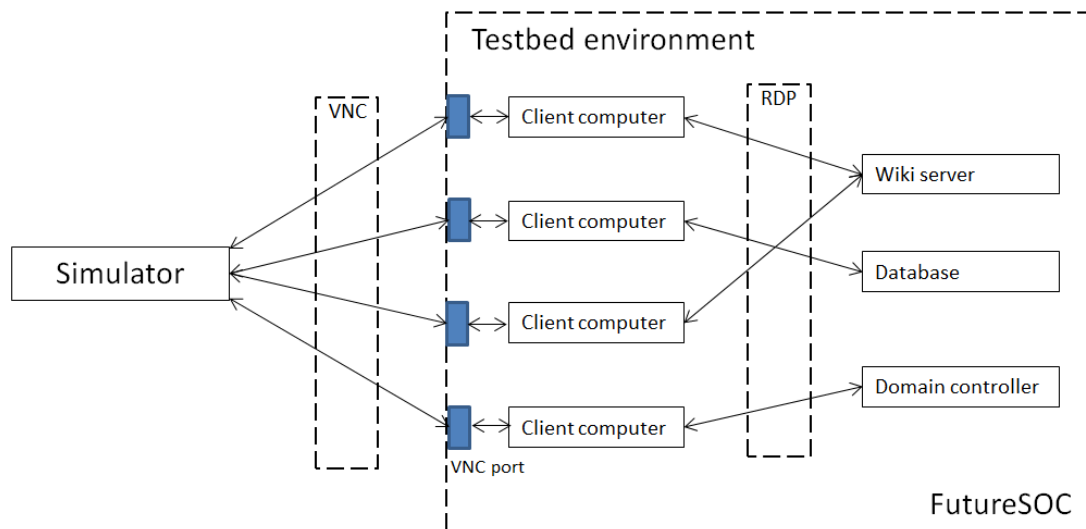 Testbed environment
VNC
RDP
Client computer
Wiki server
Client computer
Simulator
Database
Client computer
Domain controller
Client computer
VNC port
FutureSOC